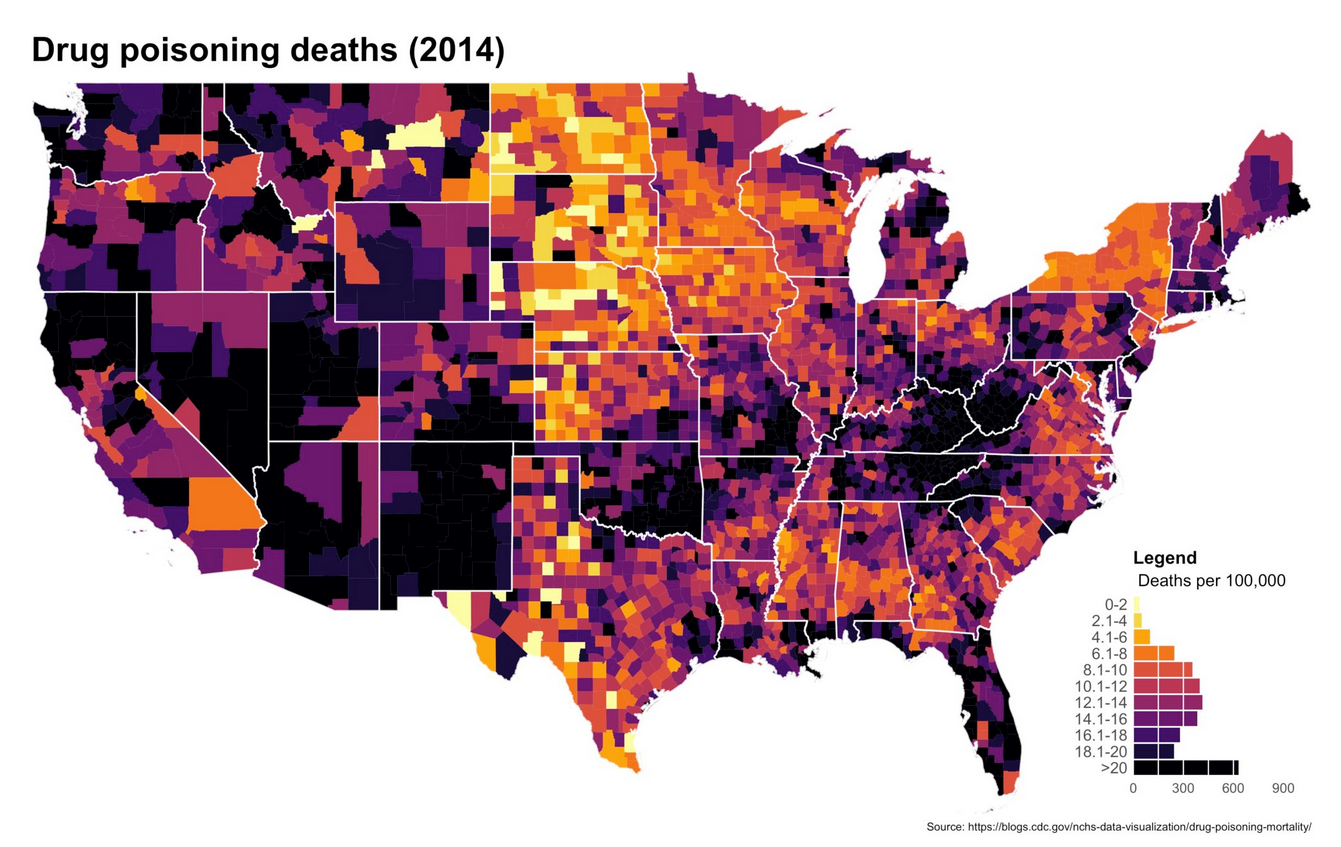 Drug poisoning deaths (2014)
Legend
Deaths per 100,000
0-2
2.1-4
4.1-6
6.1-8
8.1-10
10.1-12
12.1-14
14.1-16
16.1-18
18.1-20
>20
0 300 600 900
Source: https://blogs.cdc.gov/nchs-data-visualization/drug-poisoning-mortality/